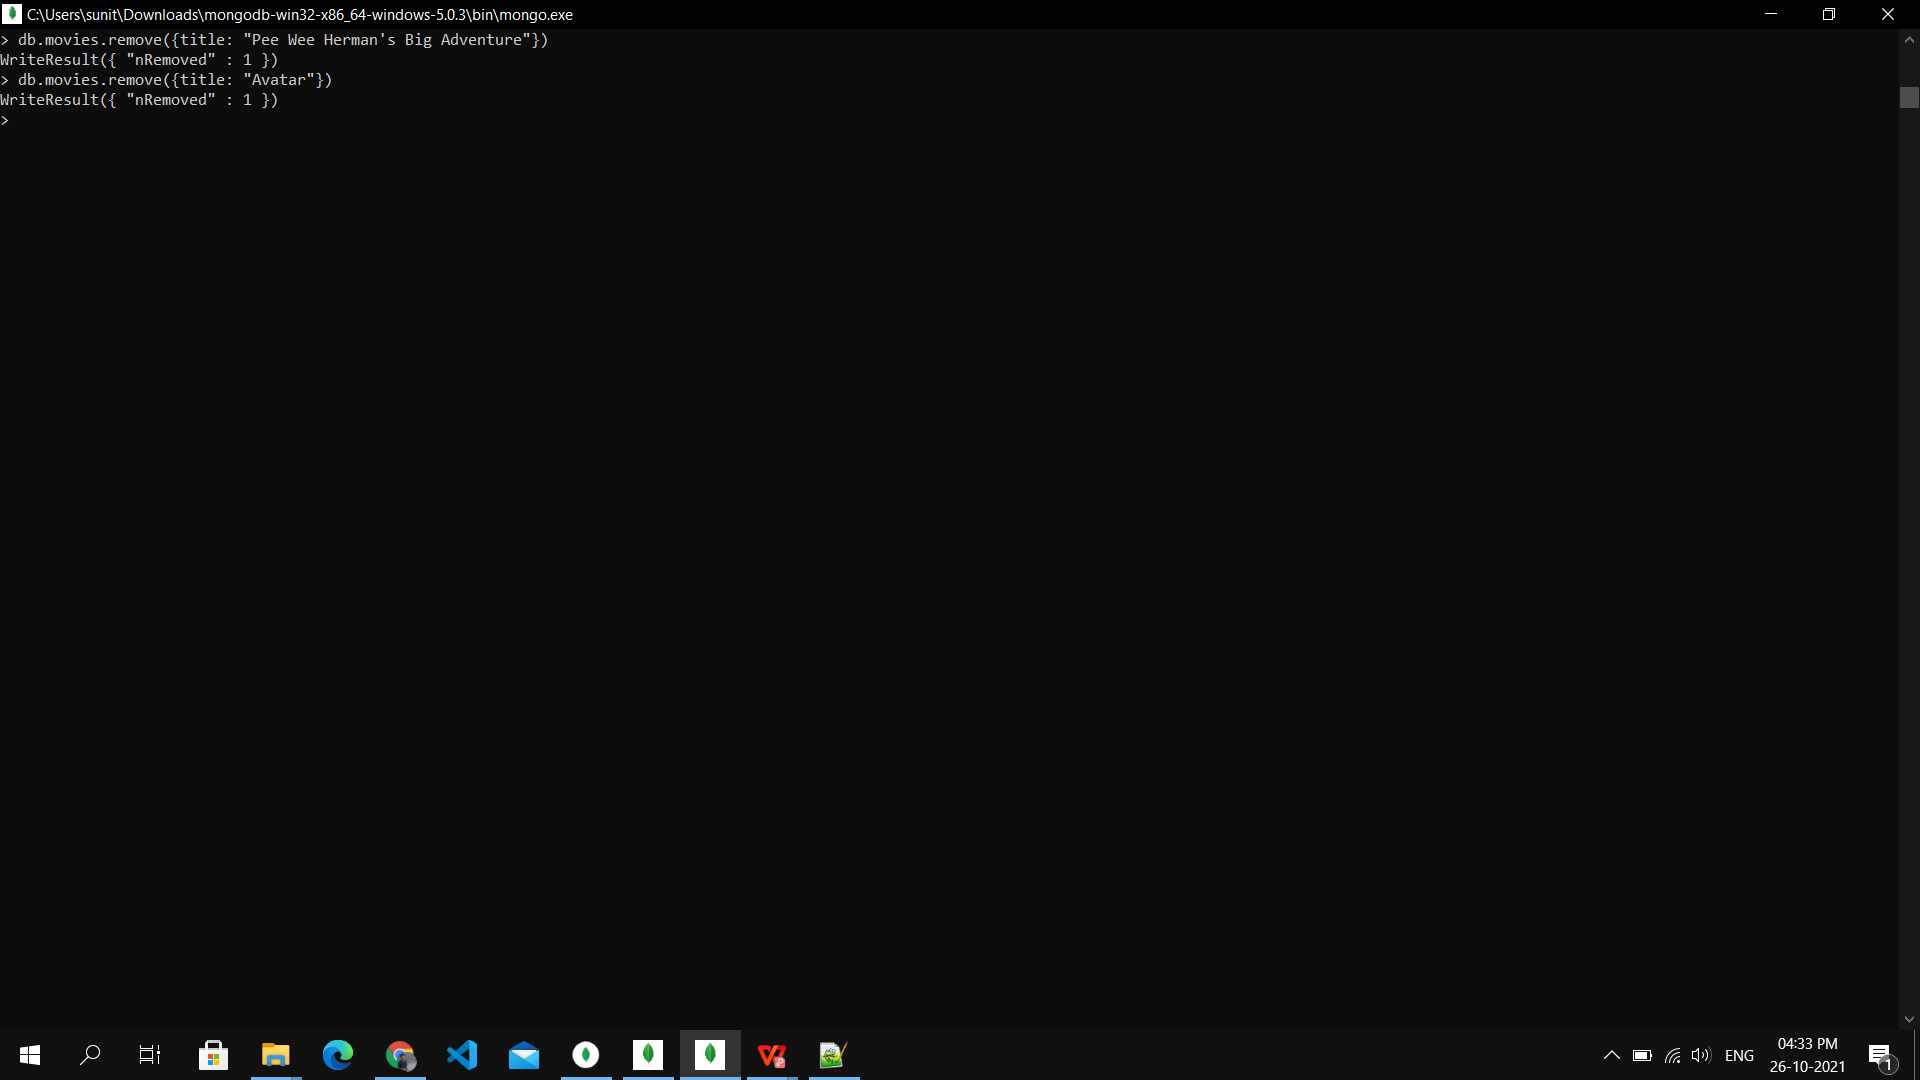 C:\Users\sunit\Downloads\mongodb-win32-x86_64-windows-5.0.3\bin\mongo.exe
> db.movies.remove({title: "Pee Wee Herman's Big Adventure"})
WriteResult({ "nRemoved" : 1 })
> db.movies.remove({title: "Avatar"})
WriteResult({ "nRemoved" : 1 })
>
ENG
04:33 PM
26-10-2021
1